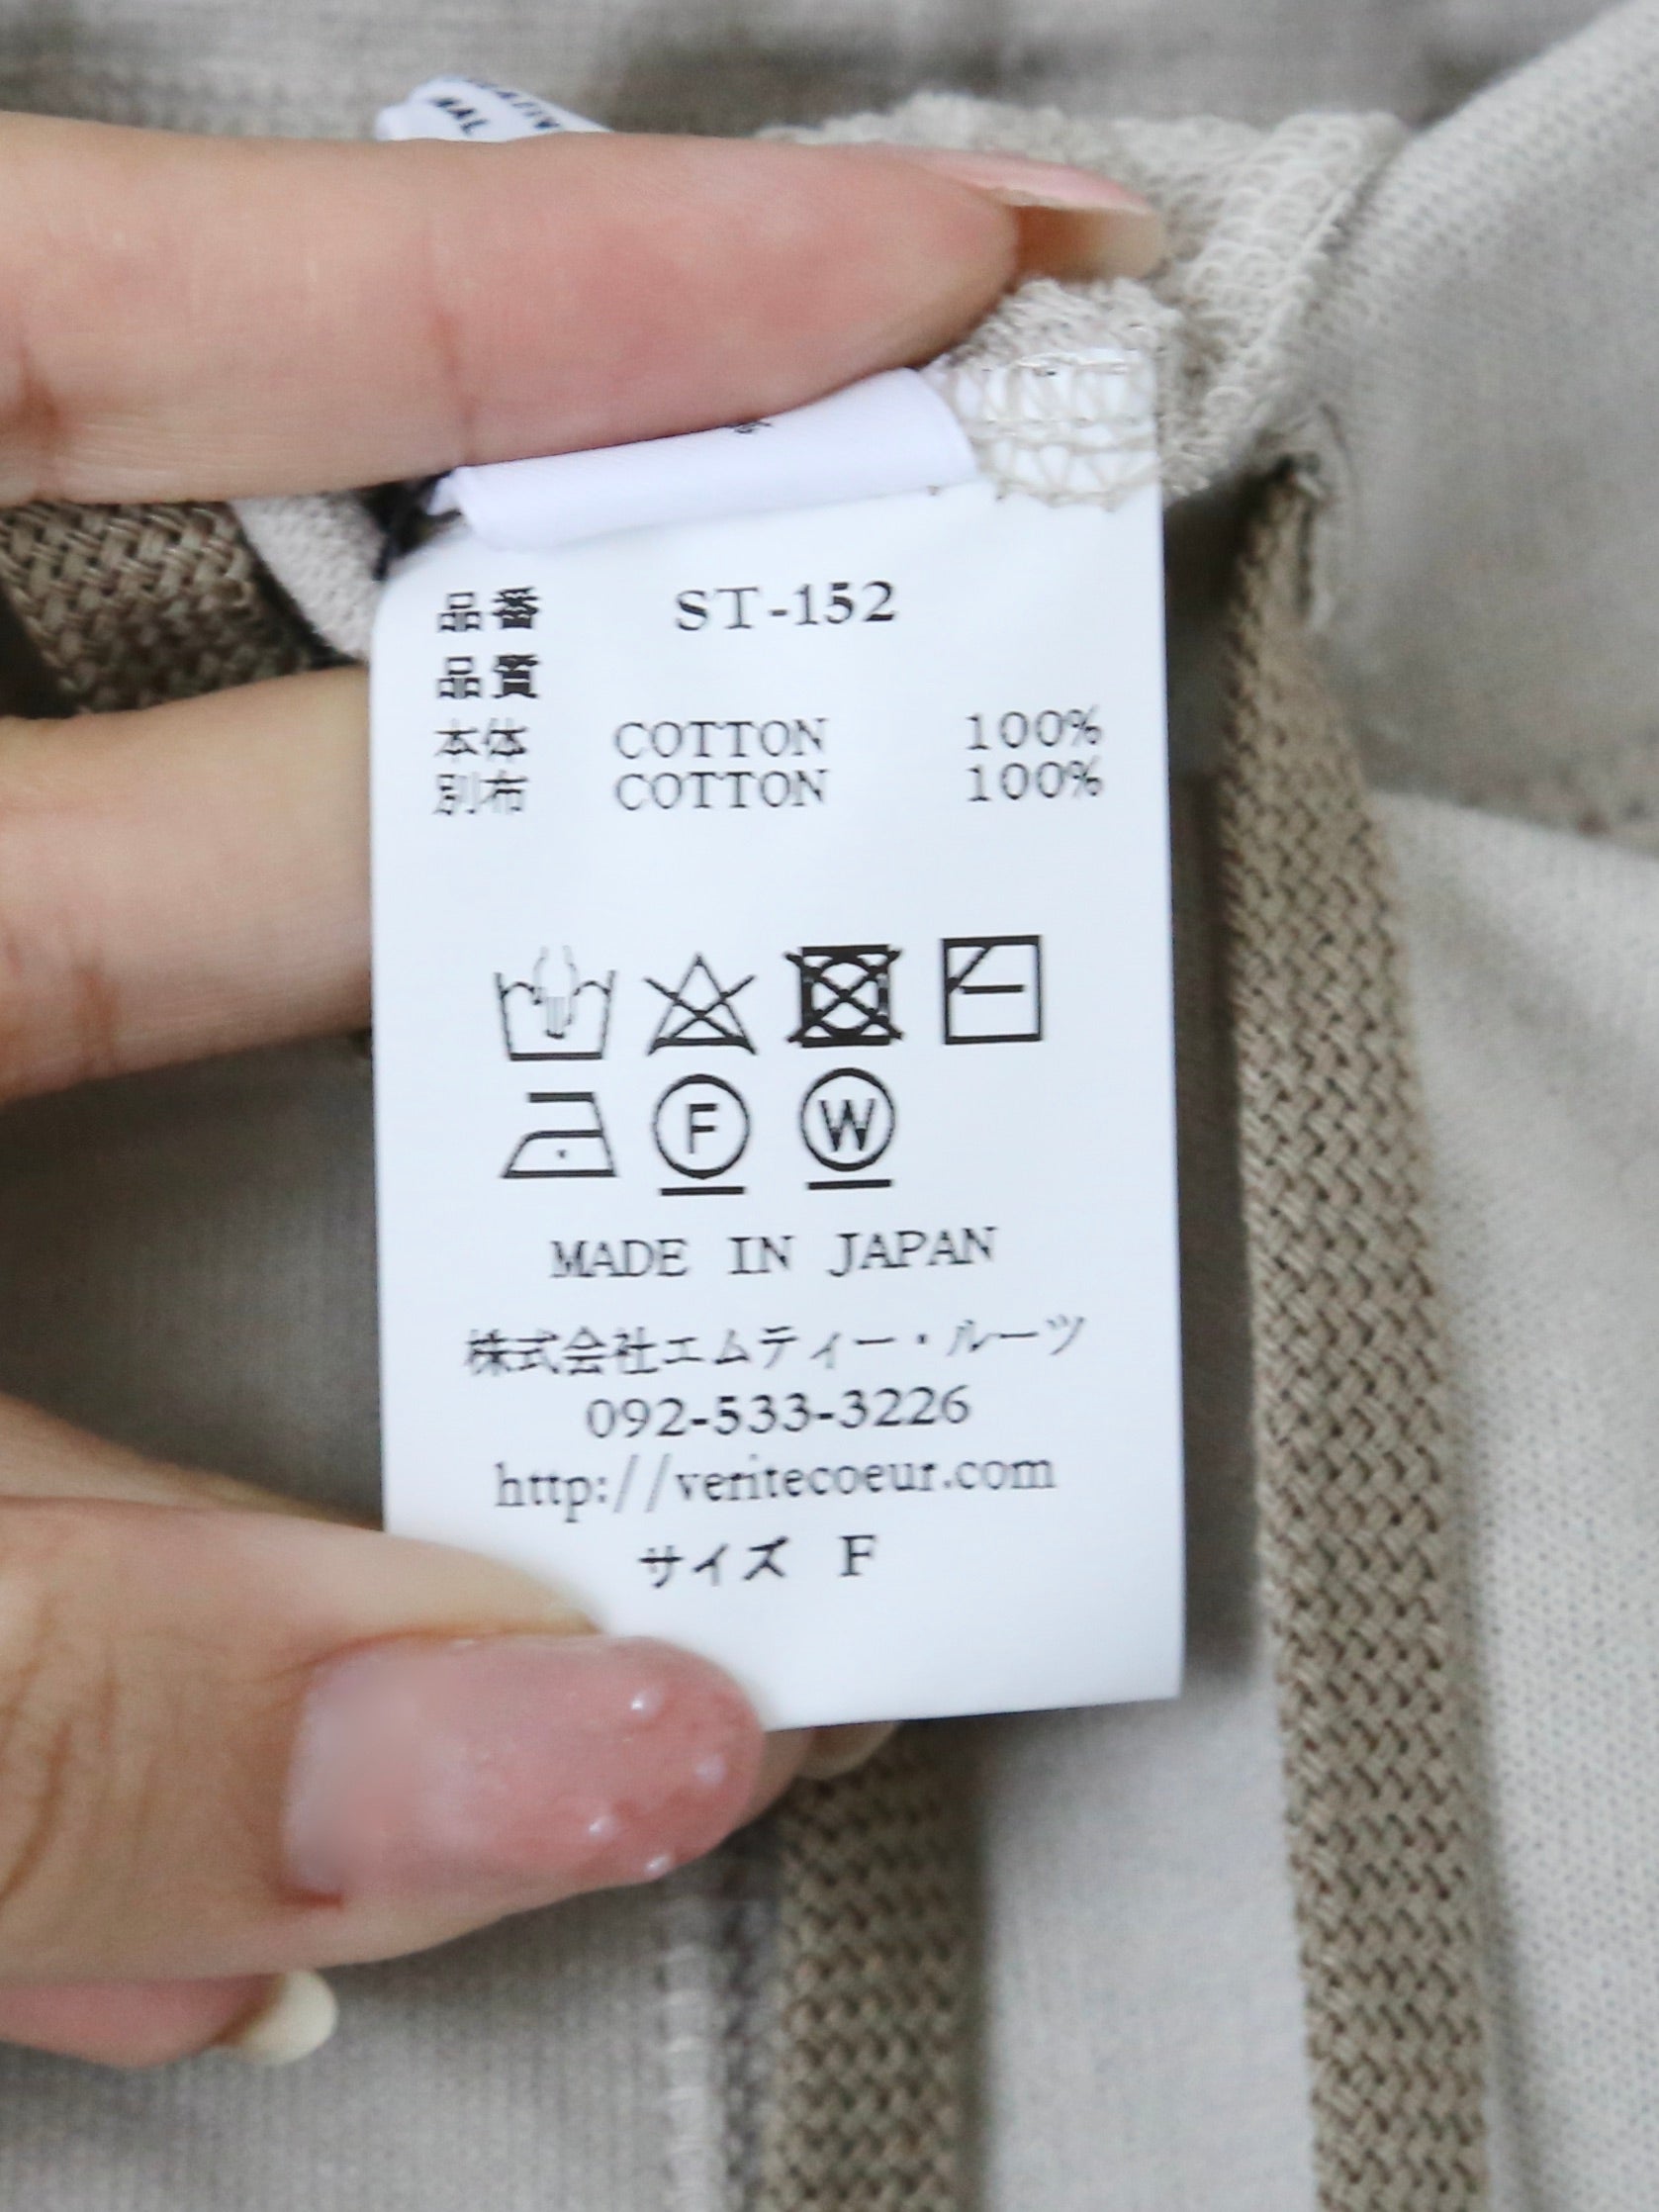 品番 ST-152
品質
本体 COTTON 100%
別布 COTTON 100%
F W
MADE IN JAPAN
株式会社エムティー・ルーツ
092-533-3226
http://veritecoeur.com
サイズ F